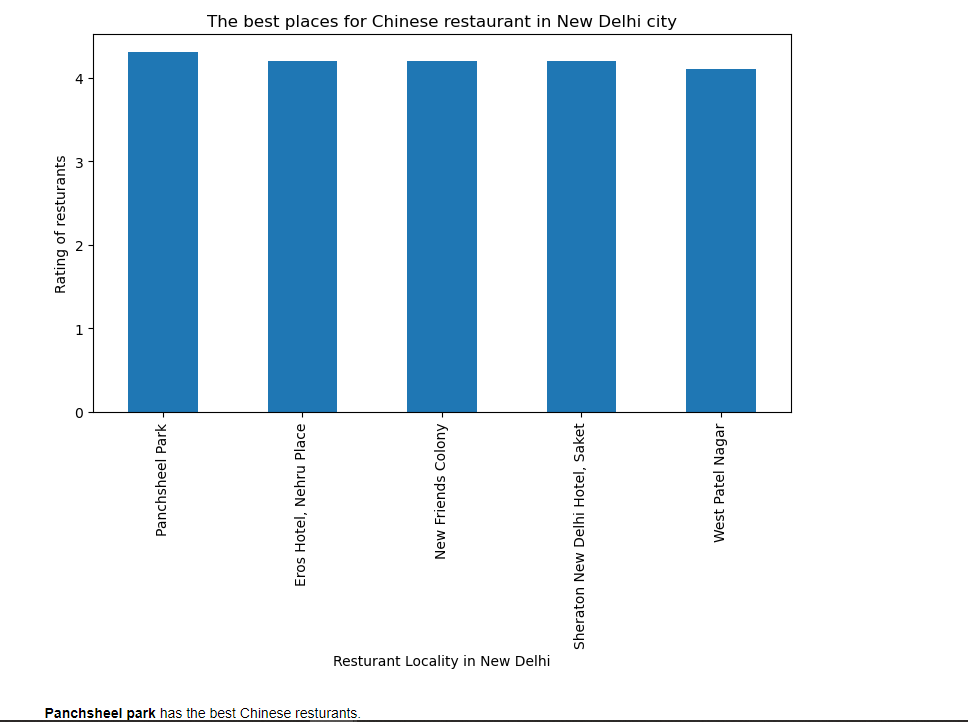 The best places for Chinese restaurant in New Delhi city
Rating of resturants
4
3
2
1
0
Panchsheel Park
Eros Hotel, Nehru Place
New Friends Colony
Sheraton New Delhi Hotel, Saket
West Patel Nagar
Resturant Locality in New Delhi
Panchsheel park has the best Chinese resturants.